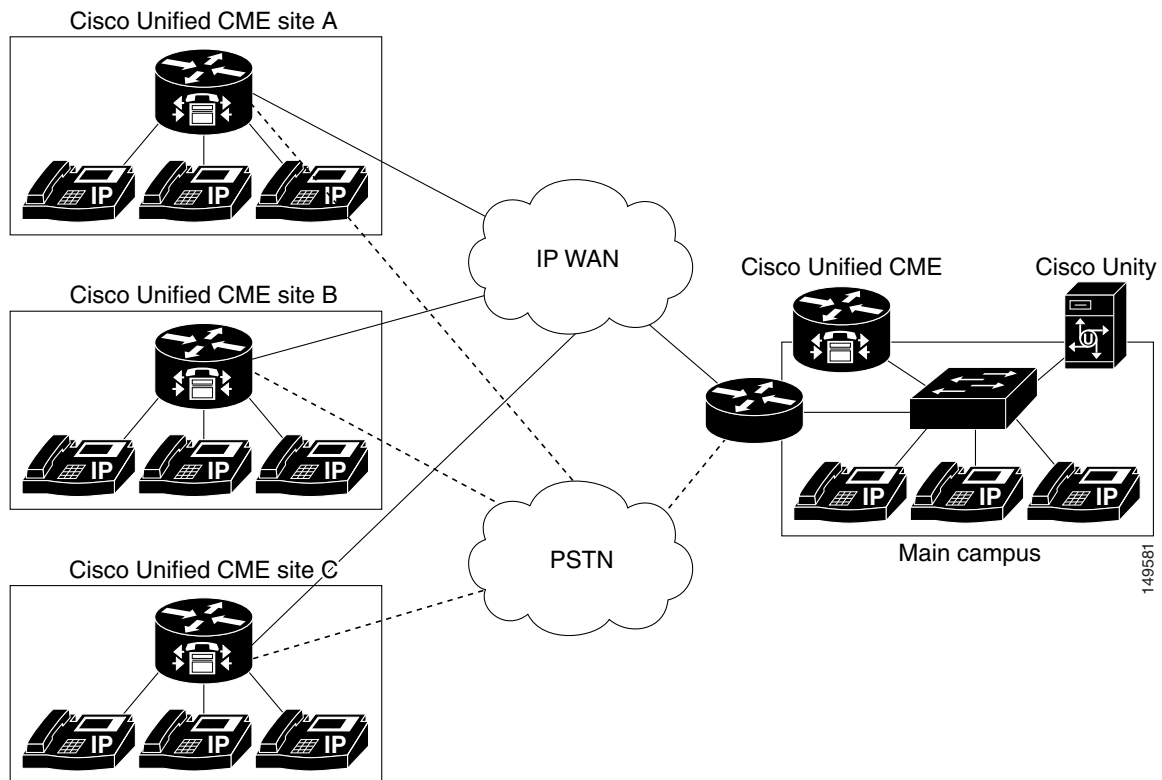 Cisco Unified CME site A
IP
IP
IP
Cisco Unified CME site B
IP
IP
IP
Cisco Unified CME site C
IP
IP
IP
IP WAN
PSTN
Cisco Unified CME
Cisco Unity
U
IP
IP
IP
Main campus
149581